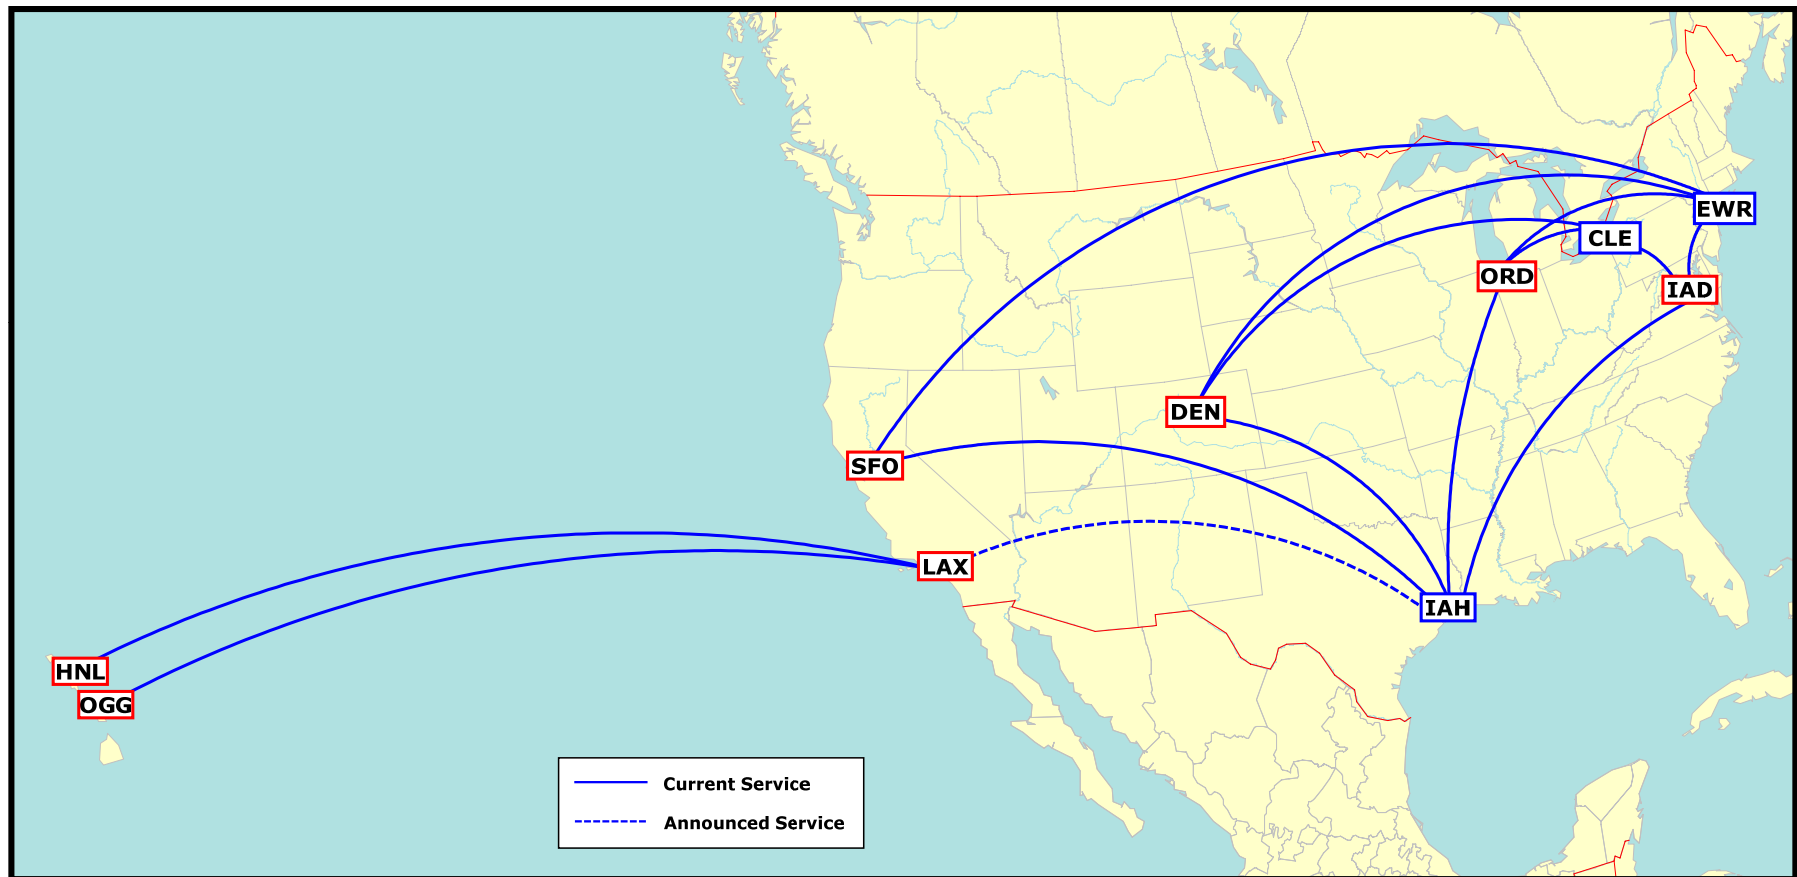 EWR
CLE
ORD
IAD
DEN
SFO
LAX
IAH
HNL
OGG
Current Service
Announced Service